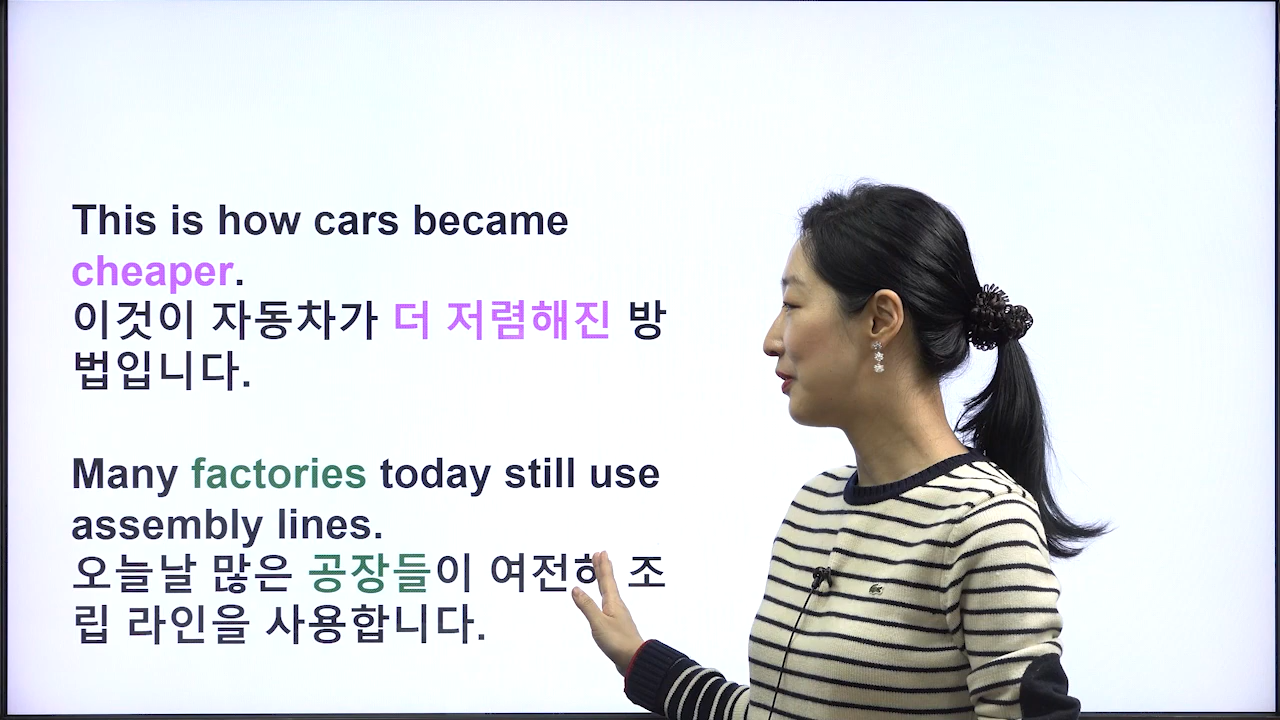 This is how cars became
cheaper.
이것이 자동차가 더 저렴해진 방
법입니다.
Many factories today still use
assembly lines.
오늘날 많은 공장들이 여전히 조
립 라인을 사용합니다.